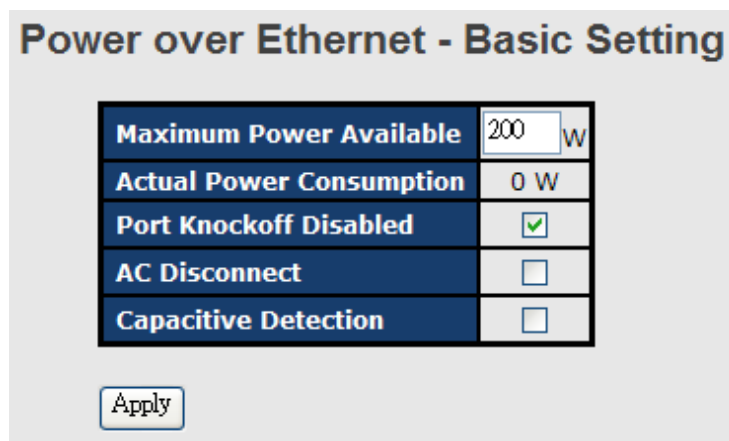 Power over Ethernet - Basic Setting
Maximum Power Available 200 W
Actual Power Consumption 0 W
Port Knockoff Disabled
AC Disconnect
Capacitive Detection
Apply